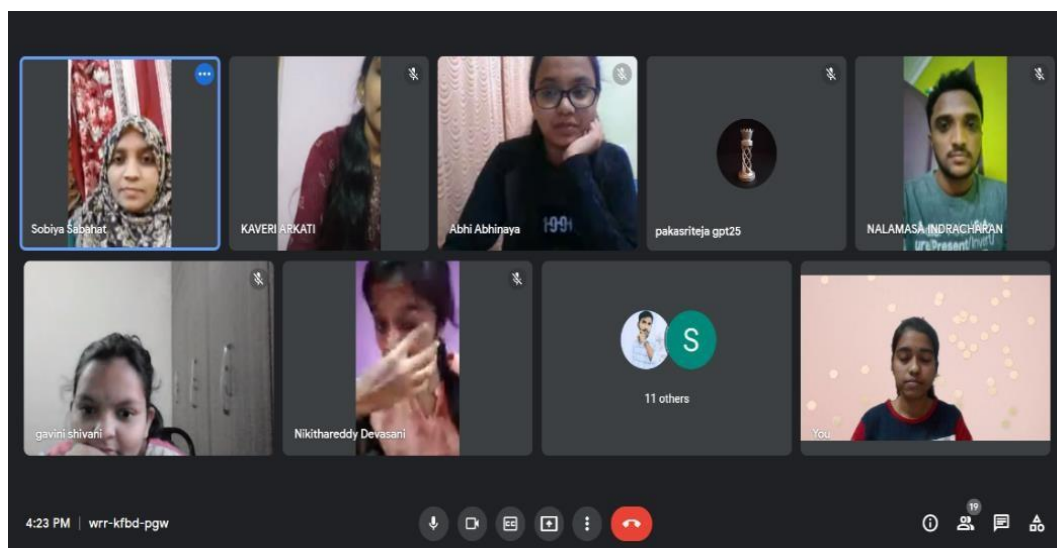 Sobiya Sabahat
KAVERI ARKATI
Abhi Abhinaya
1991
pakasriteja gpt25
NALAMASA INDRACHARAN
gavini shivani
Nikithareddy Devasani
S
11 others
You
4:23 PM | wrr-kfbd-pgw
CC
19